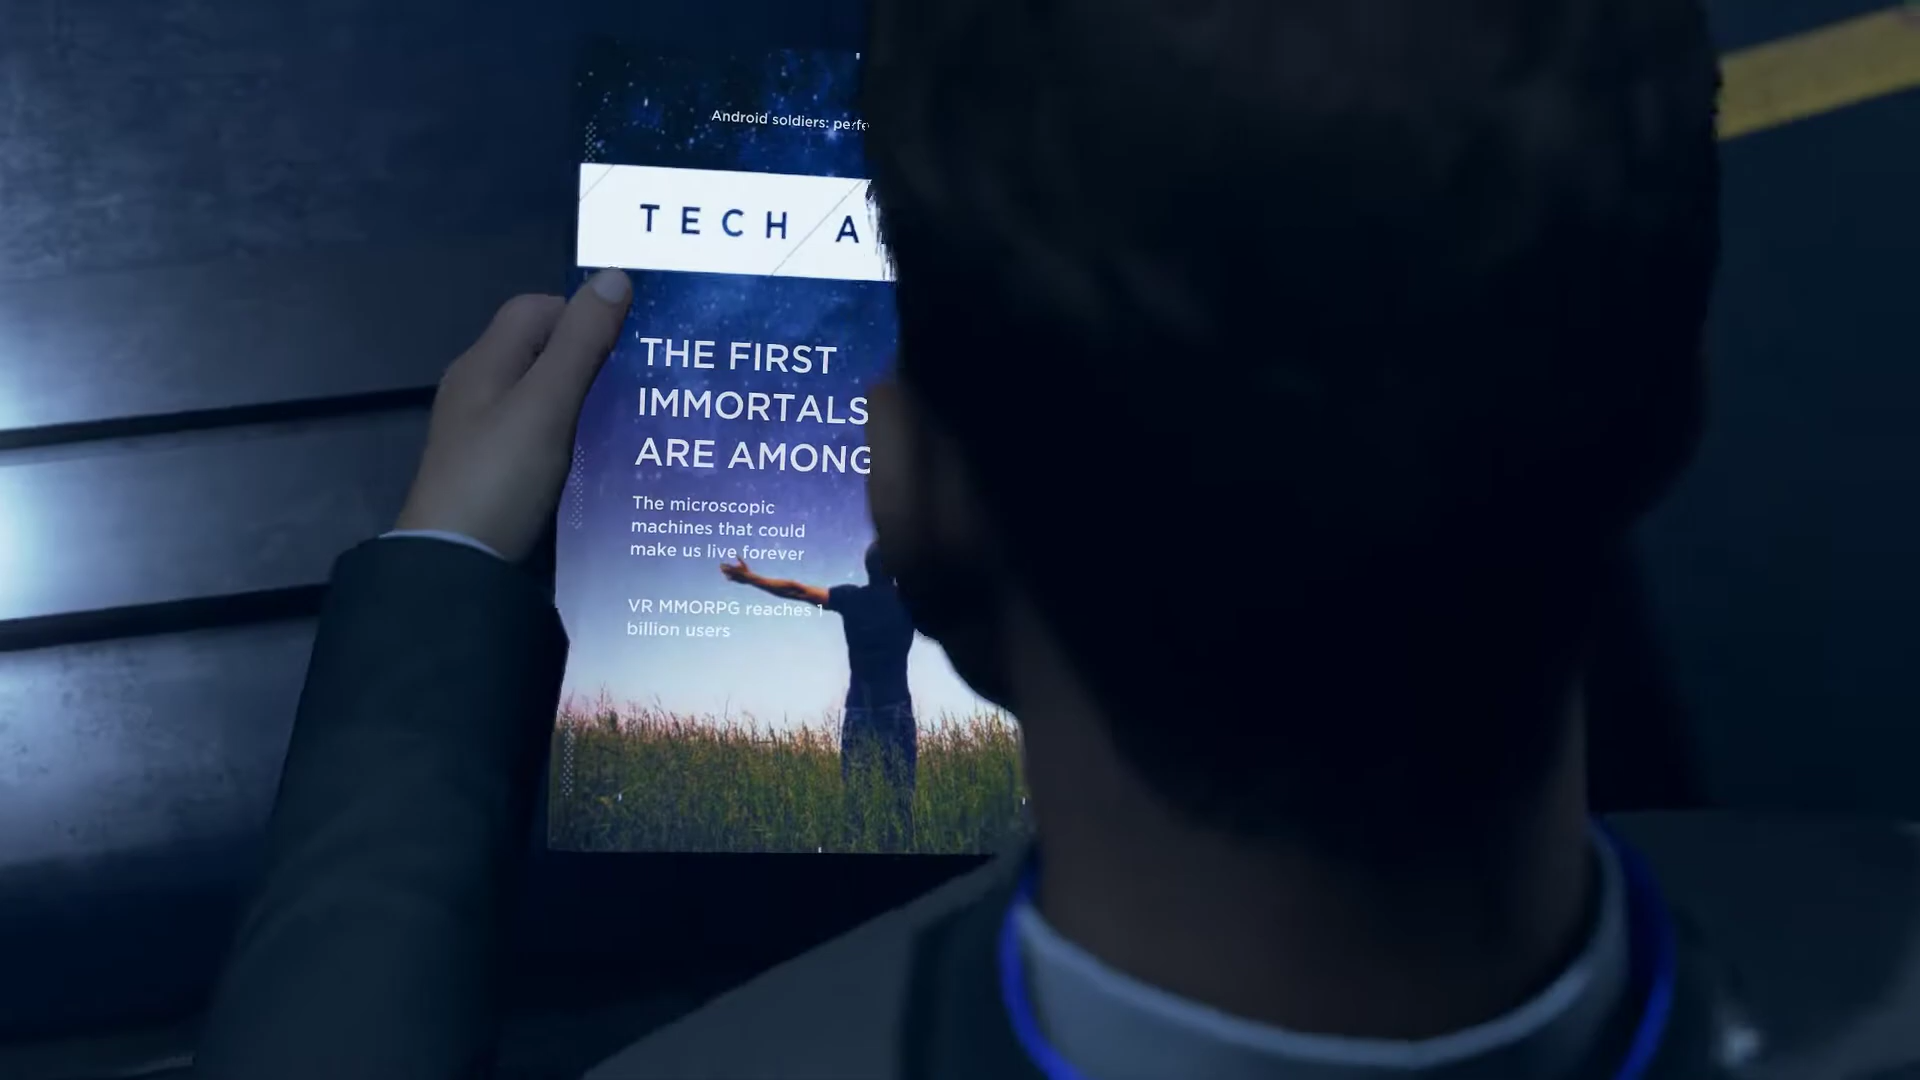 Android soldiers:
TECH
THE FIRST
IMMORTALS
ARE AMONG
The microscopic
machines that could
make us live forever
VR MMORPG reaches 1
billion users